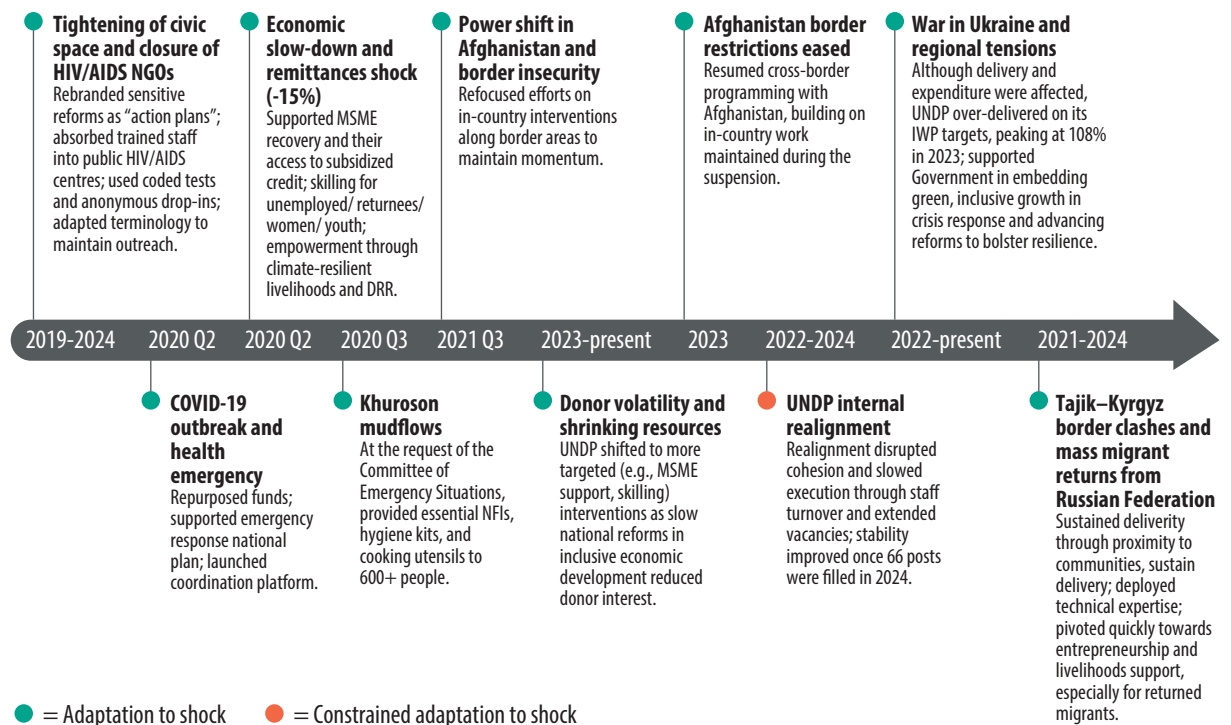 Tightening of civic
space and closure of
HIV/AIDS NGOs
Rebranded sensitive
reforms as “action plans”;
absorbed trained staff
into public HIV/AIDS
centres; used coded tests
and anonymous drop-ins;
adapted terminology to
maintain outreach.
Economic
slow-down and
remittances shock
(-15%)
Supported MSME
recovery and their
access to subsidized
credit; skilling for
unemployed/ returnees/
women/ youth;
empowerment through
climate-resilient
livelihoods and DRR.
Power shift in
Afghanistan and
border insecurity
Refocused efforts on
in-country interventions
along border areas to
maintain momentum.
Afghanistan border
restrictions eased
Resumed cross-border
programming with
Afghanistan, building on
in-country work
maintained during the
suspension.
War in Ukraine and
regional tensions
Although delivery and
expenditure were affected,
UNDP over-delivered on its
IWP targets, peaking at 108%
in 2023; supported
Government in embedding
green, inclusive growth in
crisis response and advancing
reforms to bolster resilience.
2019-2024 2020 Q2 2020 Q2 2020 Q3 2021 Q3 2023-present 2023 2022-2024 2022-present 2021-2024
COVID-19
outbreak and
health
emergency
Repurposed funds;
supported emergency
response national
plan; launched
coordination platform.
Khuroson
mudflows
At the request of the
Committee of
Emergency Situations,
provided essential NFIs,
hygiene kits, and
cooking utensils to
600+ people.
Donor volatility and
shrinking resources
UNDP shifted to more
targeted (e.g., MSME
support, skilling)
interventions as slow
national reforms in
inclusive economic
development reduced
donor interest.
UNDP internal
realignment
Realignment disrupted
cohesion and slowed
execution through staff
turnover and extended
vacancies; stability
improved once 66 posts
were filled in 2024.
Tajik–Kyrgyz
border clashes and
mass migrant
returns from
Russian Federation
Sustained deliverity
through proximity to
communities, sustain
delivery; deployed
technical expertise;
pivoted quickly towards
entrepreneurship and
livelihoods support,
especially for returned
migrants.
= Adaptation to shock
= Constrained adaptation to shock